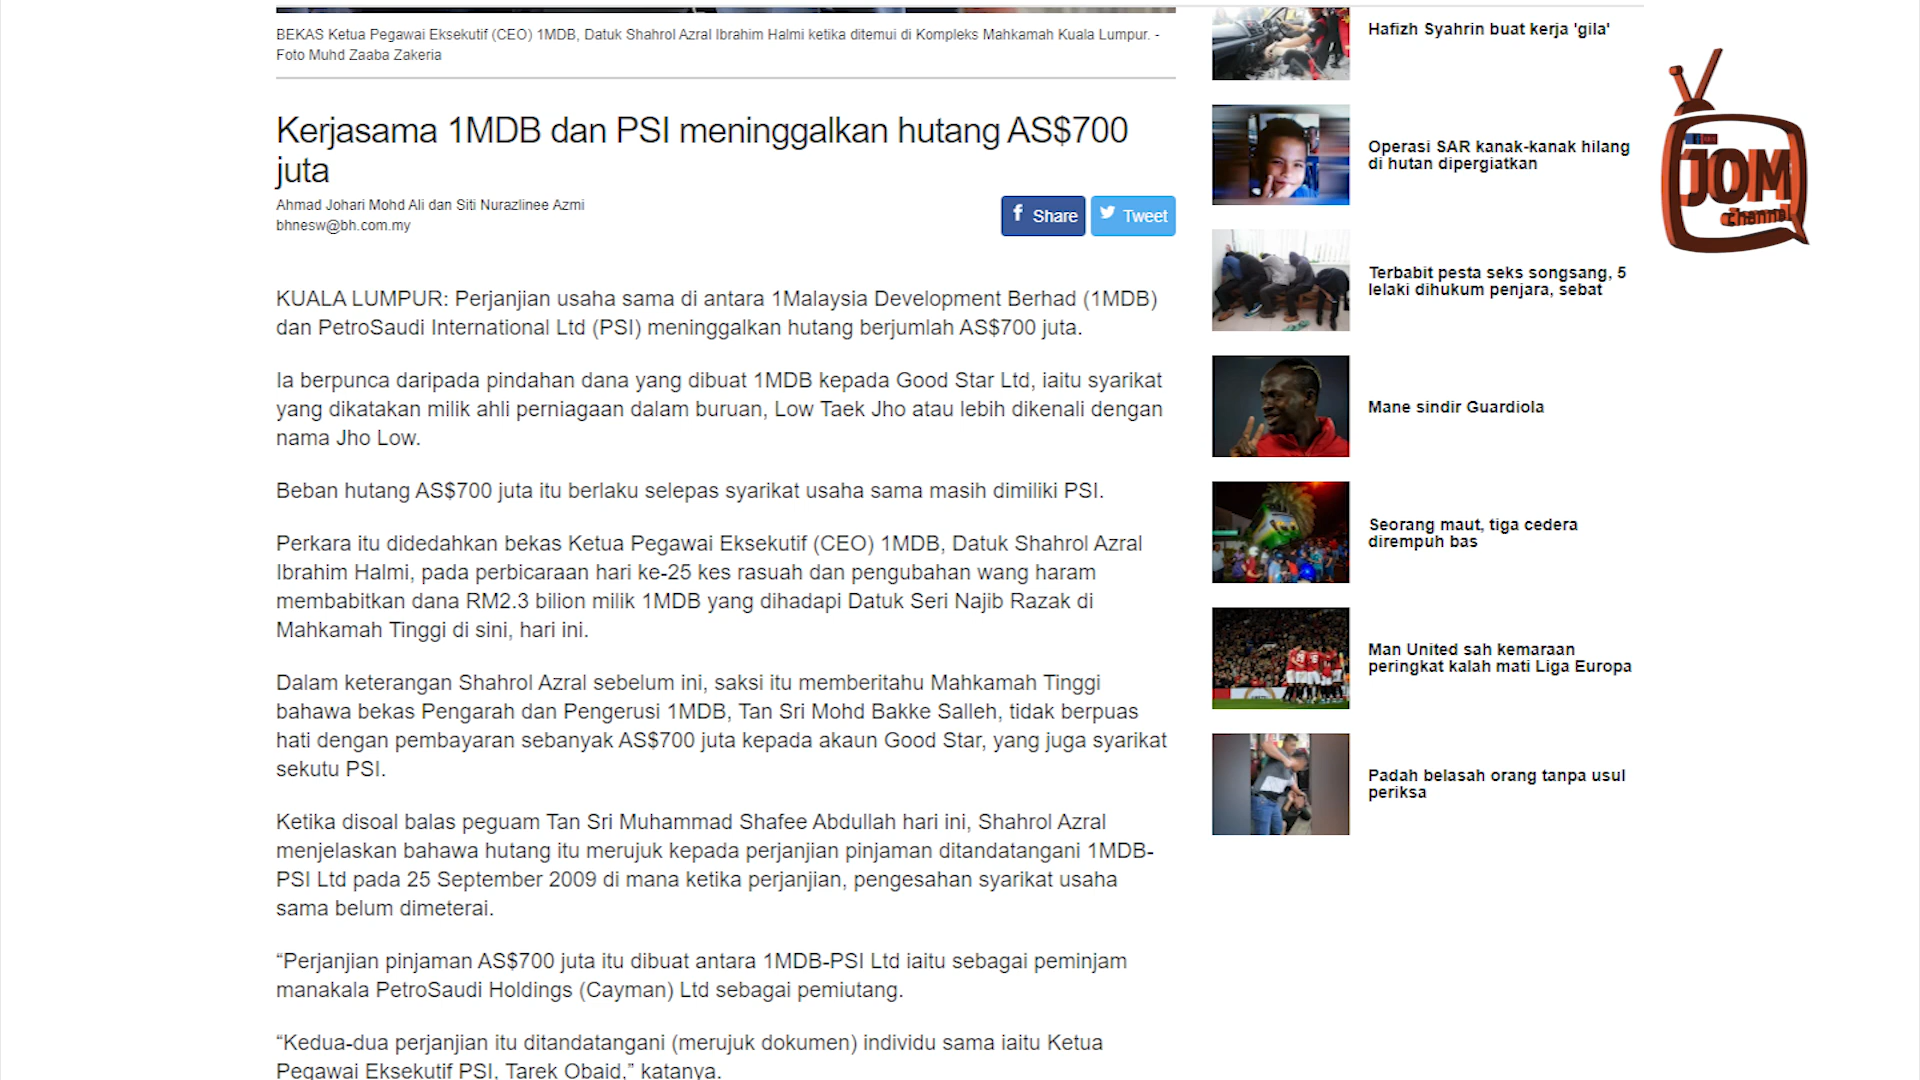 BEKAS Ketua Pegawai Eksekutif (CEO) 1MDB, Datuk Shahrol Azral Ibrahim Halmi ketika ditemui di Kompleks Mahkamah Kuala Lumpur. -
Foto Muhd Zaaba Zakeria
Kerjasama 1MDB dan PSI meninggalkan hutang AS$700
juta
Ahmad Johari Mohd Ali dan Siti Nurazlinee Azmi
bhnesw@bh.com.my
Share
Tweet
KUALA LUMPUR: Perjanjian usaha sama di antara 1Malaysia Development Berhad (1MDB)
dan PetroSaudi International Ltd (PSI) meninggalkan hutang berjumlah AS$700 juta.
Ia berpunca daripada pindahan dana yang dibuat 1MDB kepada Good Star Ltd, iaitu syarikat
yang dikatakan milik ahli perniagaan dalam buruan, Low Taek Jho atau lebih dikenali dengan
nama Jho Low.
Beban hutang AS$700 juta itu berlaku selepas syarikat usaha sama masih dimiliki PSI.
Perkara itu didedahkan bekas Ketua Pegawai Eksekutif (CEO) 1MDB, Datuk Shahrol Azral
Ibrahim Halmi, pada perbicaraan hari ke-25 kes rasuah dan pengubahan wang haram
membabitkan dana RM2.3 bilion milik 1MDB yang dihadapi Datuk Seri Najib Razak di
Mahkamah Tinggi di sini, hari ini.
Dalam keterangan Shahrol Azral sebelum ini, saksi itu memberitahu Mahkamah Tinggi
bahawa bekas Pengarah dan Pengerusi 1MDB, Tan Sri Mohd Bakke Salleh, tidak berpuas
hati dengan pembayaran sebanyak AS$700 juta kepada akaun Good Star, yang juga syarikat
sekutu PSI.
Ketika disoal balas peguam Tan Sri Muhammad Shafee Abdullah hari ini, Shahrol Azral
menjelaskan bahawa hutang itu merujuk kepada perjanjian pinjaman ditandatangani 1MDB-
PSI Ltd pada 25 September 2009 di mana ketika perjanjian, pengesahan syarikat usaha
sama belum dimeterai.
“Perjanjian pinjaman AS$700 juta itu dibuat antara 1MDB-PSI Ltd iaitu sebagai peminjam
manakala PetroSaudi Holdings (Cayman) Ltd sebagai pemiutang.
“Kedua-dua perjanjian itu ditandatangani (merujuk dokumen) individu sama iaitu Ketua
Pegawai Eksekutif PSI, Tarek Obaid,” katanya.
Hafizh Syahrin buat kerja 'gila'
Operasi SAR kanak-kanak hilang
di hutan dipergiatkan
Terbabit pesta seks songsang, 5
lelaki dihukum penjara, sebat
Mane sindir Guardiola
Seorang maut, tiga cedera
dirempuh bas
Man United sah kemaraan
peringkat kalah mati Liga Europa
Padah belasah orang tanpa usul
periksa
JOM
channel